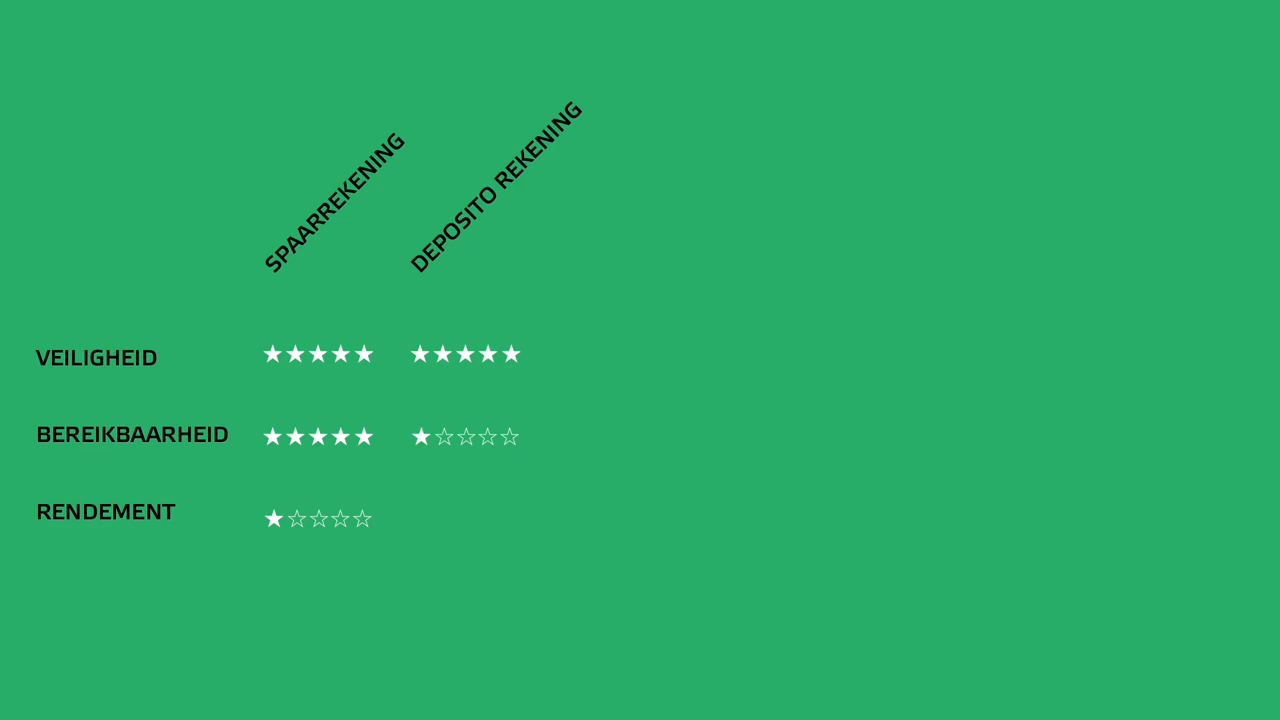 SPAARREKENING
DEPOSITO REKENING
VEILIGHEID ★★★★★ ★★★★★
BEREIKBAARHEID ★★★★★ ★☆☆☆☆
RENDEMENT ★☆☆☆☆